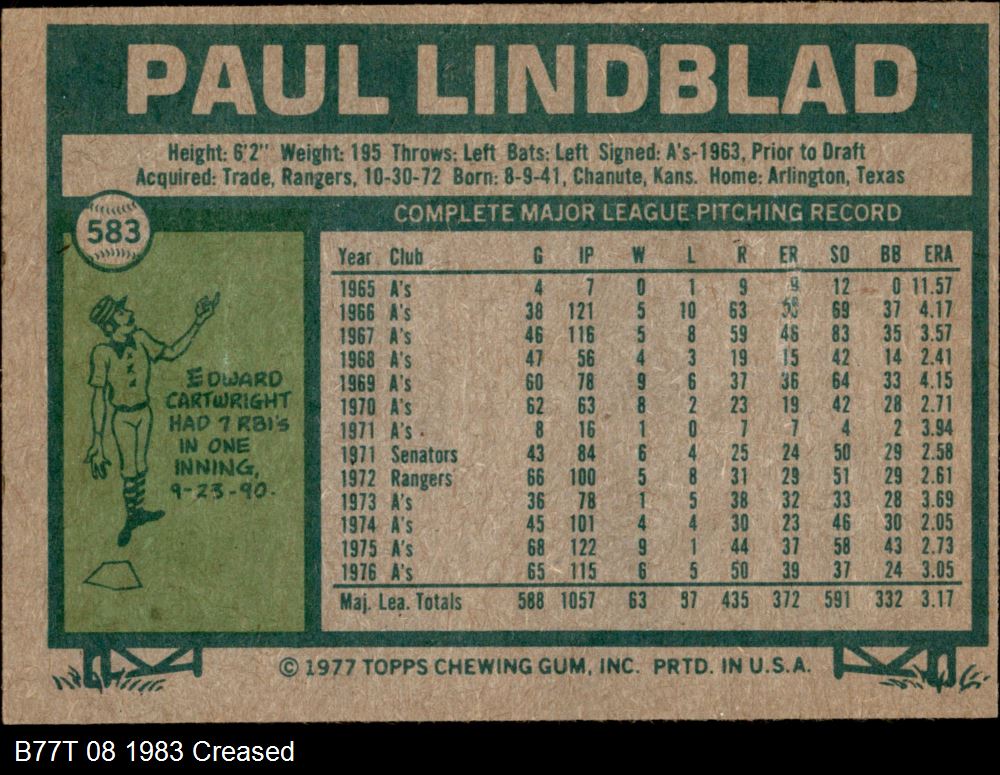 PAUL LINDBLAD
Height: 6'2" Weight: 195 Throws: Left Bats: Left Signed: A's-1963, Prior to Draft
Acquired: Trade, Rangers, 10-30-72 Born: 8-9-41, Chanute, Kans. Home: Arlington, Texas
583
EDWARD
CARTWRIGHT
HAD 7 RBI'S
IN ONE
INNING,
9-23-90.
COMPLETE MAJOR LEAGUE PITCHING RECORD
Year Club G IP W L R ER SO BB ERA
1965 A's 4 7 0 1 9 9 12 0 11.57
1966 A's 38 121 5 10 63 56 69 37 4.17
1967 A's 46 116 5 8 59 46 83 35 3.57
1968 A's 47 56 4 3 19 15 42 14 2.41
1969 A's 60 78 9 6 37 36 64 33 4.15
1970 A's 62 63 8 2 23 19 42 28 2.71
1971 A's 8 16 1 0 7 7 4 2 3.94
1971 Senators 43 84 6 4 25 24 50 29 2.58
1972 Rangers 66 100 5 8 31 29 51 29 2.61
1973 A's 36 78 1 5 38 32 33 28 3.69
1974 A's 45 101 4 4 30 23 46 30 2.05
1975 A's 68 122 9 1 44 37 58 43 2.73
1976 A's 65 115 6 5 50 39 37 24 3.05
Maj. Lea. Totals 588 1057 63 57 435 372 591 332 3.17
© 1977 TOPPS CHEWING GUM, INC. PRTD. IN U.S.A.
B77T 08 1983 Creased